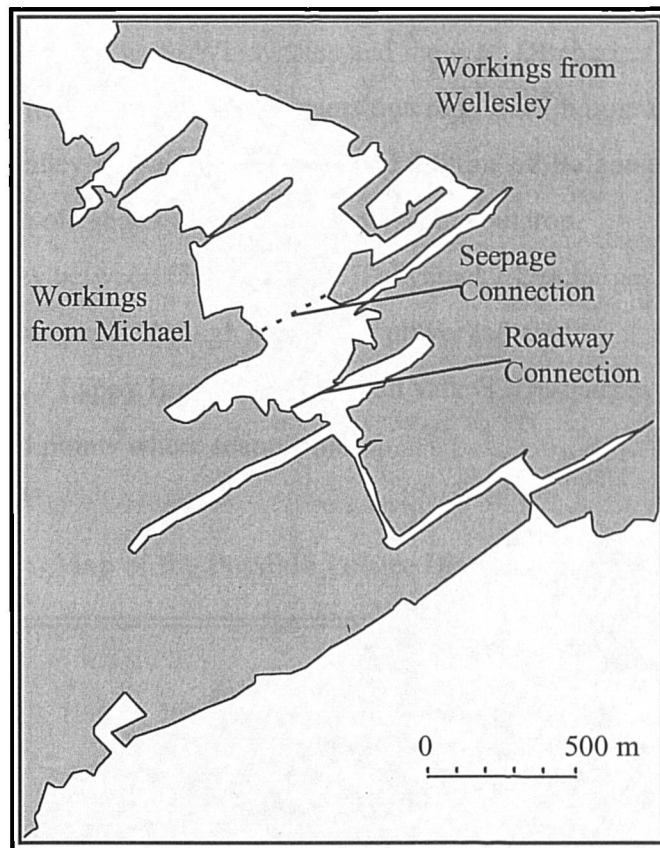 Workings from
Wellesley
Seepage
Connection
Workings
from Michael
Roadway
Connection
0 500 m